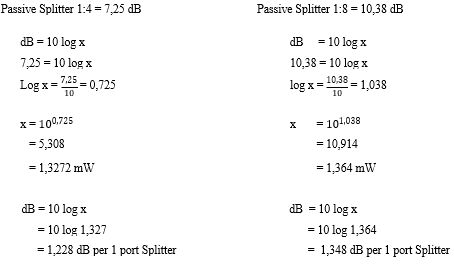 Passive Splitter 1:4 = 7,25 dB
dB = 10 log x
7,25 = 10 log x
Log x = 7,25/10 = 0,725
x = 10^0,725
= 5,308
= 1,3272 mW
dB = 10 log x
= 10 log 1,327
= 1,228 dB per 1 port Splitter
Passive Splitter 1:8 = 10,38 dB
dB = 10 log x
10,38 = 10 log x
log x = 10,38/10 = 1,038
x = 10^1,038
= 10,914
= 1,364 mW
dB = 10 log x
= 10 log 1,364
= 1,348 dB per 1 port Splitter